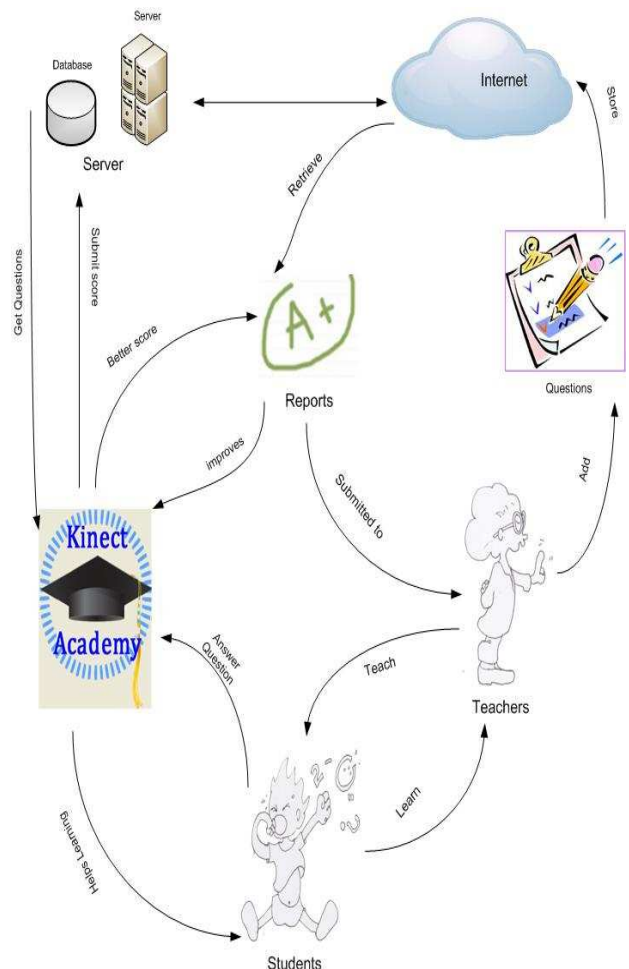 Server
Database
Server
Internet
Store
Retrieve
Get Questions
Submit score
Better score
A+
Reports
Questions
improves
Submitted to
Add
Kinect
Academy
Answer
Question
Teach
Teachers
Learn
Helps Learning
Students